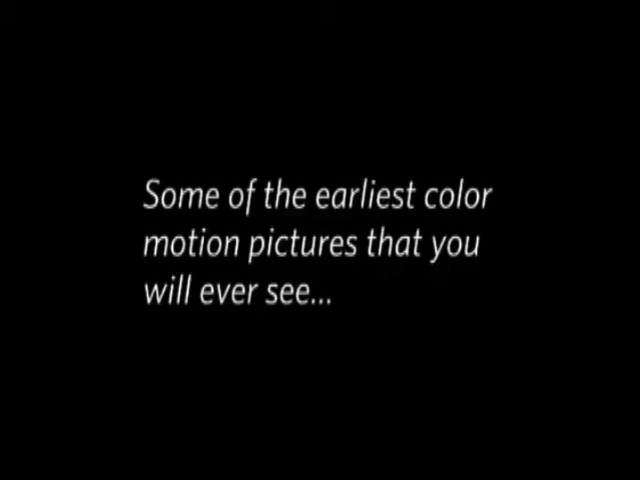 Some of the earliest color
motion pictures that you
will ever see...